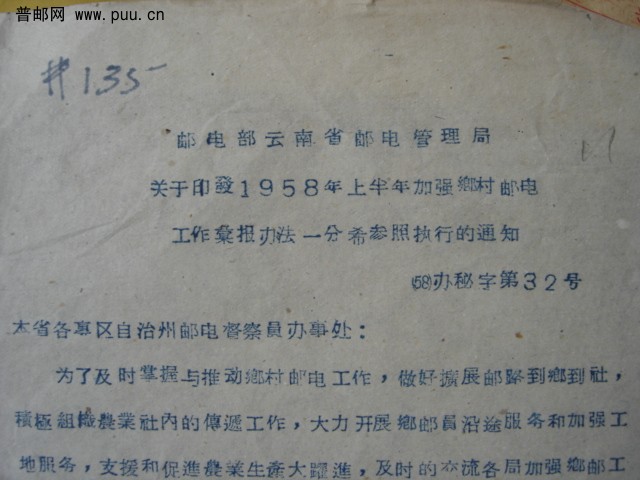 普邮网 www.puu.cn
#135
邮电部云南省邮电管理局
关于印發1958年上半年加强鄉村邮电
工作彙报办法一分希参照执行的通知
(58)办秘字第32号
本省各專区自治州邮电督察員办事处：
为了及时掌握与推动鄉村邮电工作，做好擴展邮路到鄉到社，
積極組織農業社内的傳遞工作，大力开展鄉邮員沿途服务和加强工
地服务，支援和促進農業生產大躍進，及时的交流各局加强鄉邮工